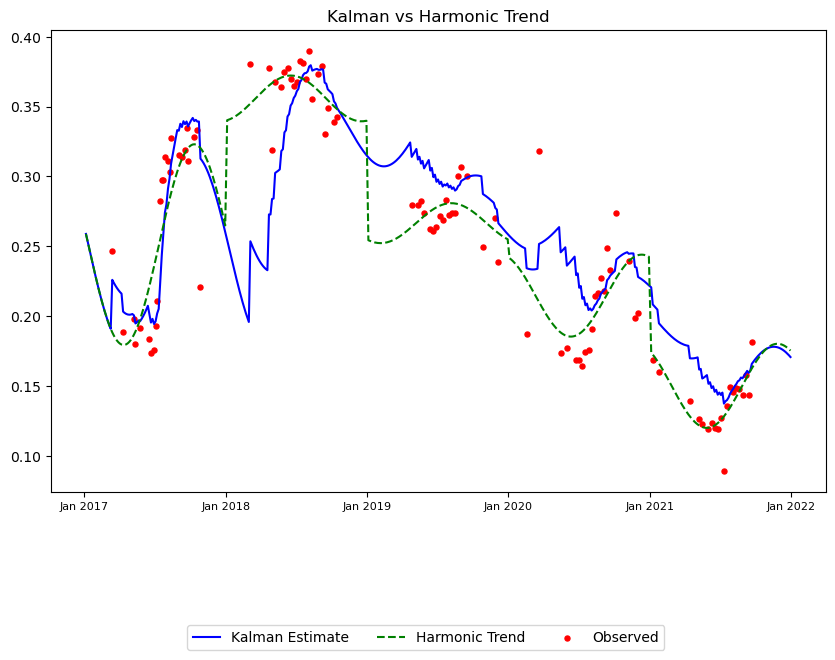 Kalman vs Harmonic Trend
0.40
0.35
0.30
0.25
0.20
0.15
0.10
Jan 2017 Jan 2018 Jan 2019 Jan 2020 Jan 2021 Jan 2022
Kalman Estimate Harmonic Trend Observed